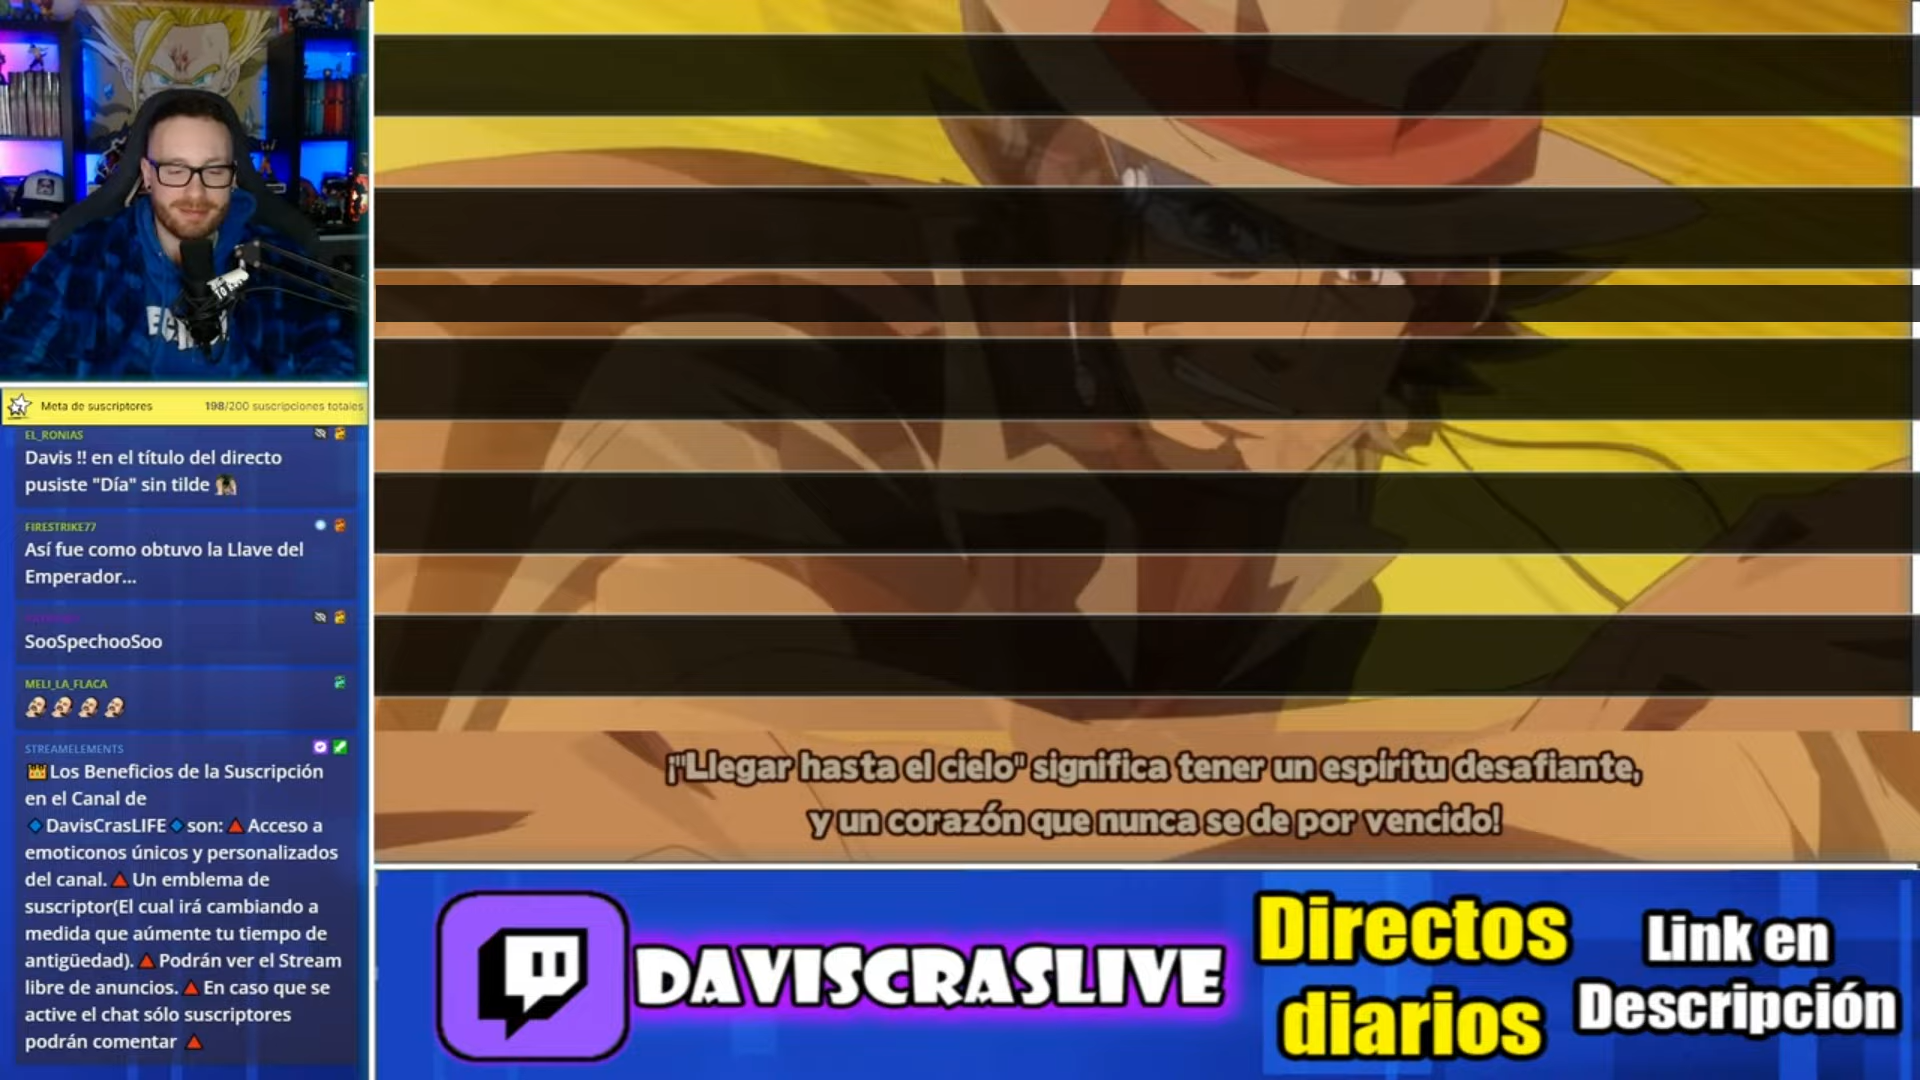 Meta de suscriptores 198/200 suscripciones totales
EL_RONIAS
Davis !! en el título del directo
pusiste "Día" sin tilde
FIRESTRIKE77
Así fue como obtuvo la Llave del
Emperador...
SooSpechooSoo
MELI_LA_FLACA
STREAMELEMENTS
Los Beneficios de la Suscripción
en el Canal de
DavisCrasLIFE son: Acceso a
emoticonos únicos y personalizados
del canal. Un emblema de
suscriptor(El cual irá cambiando a
medida que aúmente tu tiempo de
antigüedad). Podrán ver el Stream
libre de anuncios. En caso que se
active el chat sólo suscriptores
podrán comentar
¡"Llegar hasta el cielo" significa tener un espíritu desafiante,
y un corazón que nunca se de por vencido!
DAVISCRASLIVE
Directos
diarios
Link en
Descripción